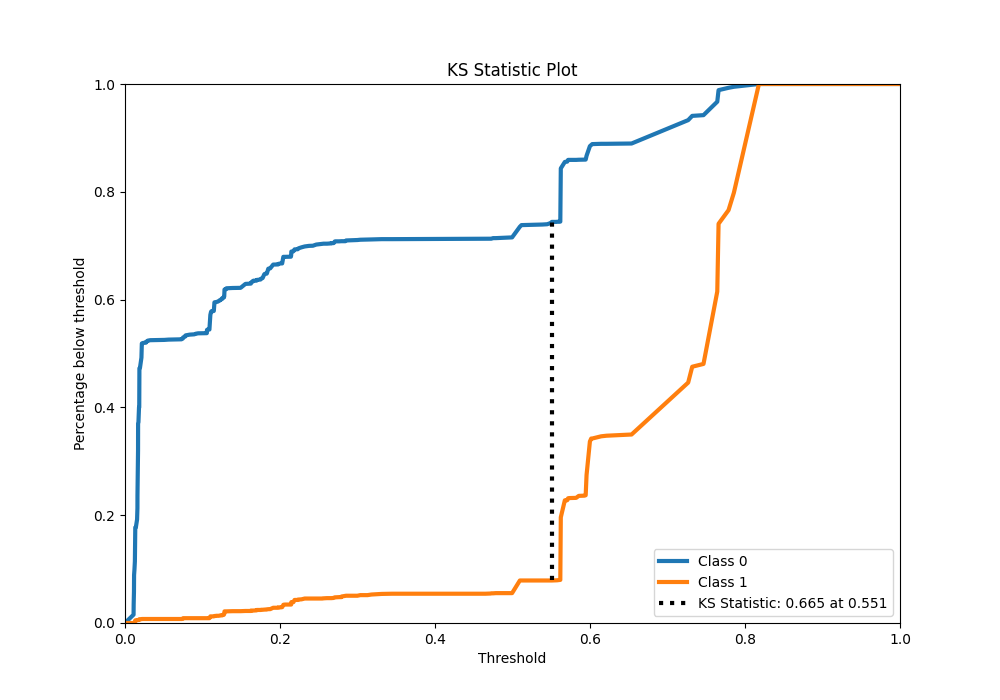 KS Statistic Plot
1.0
0.8
0.6
0.4
0.2
0.0
Percentage below threshold
0.0 0.2 0.4 0.6 0.8 1.0
Threshold
Class 0
Class 1
KS Statistic: 0.665 at 0.551